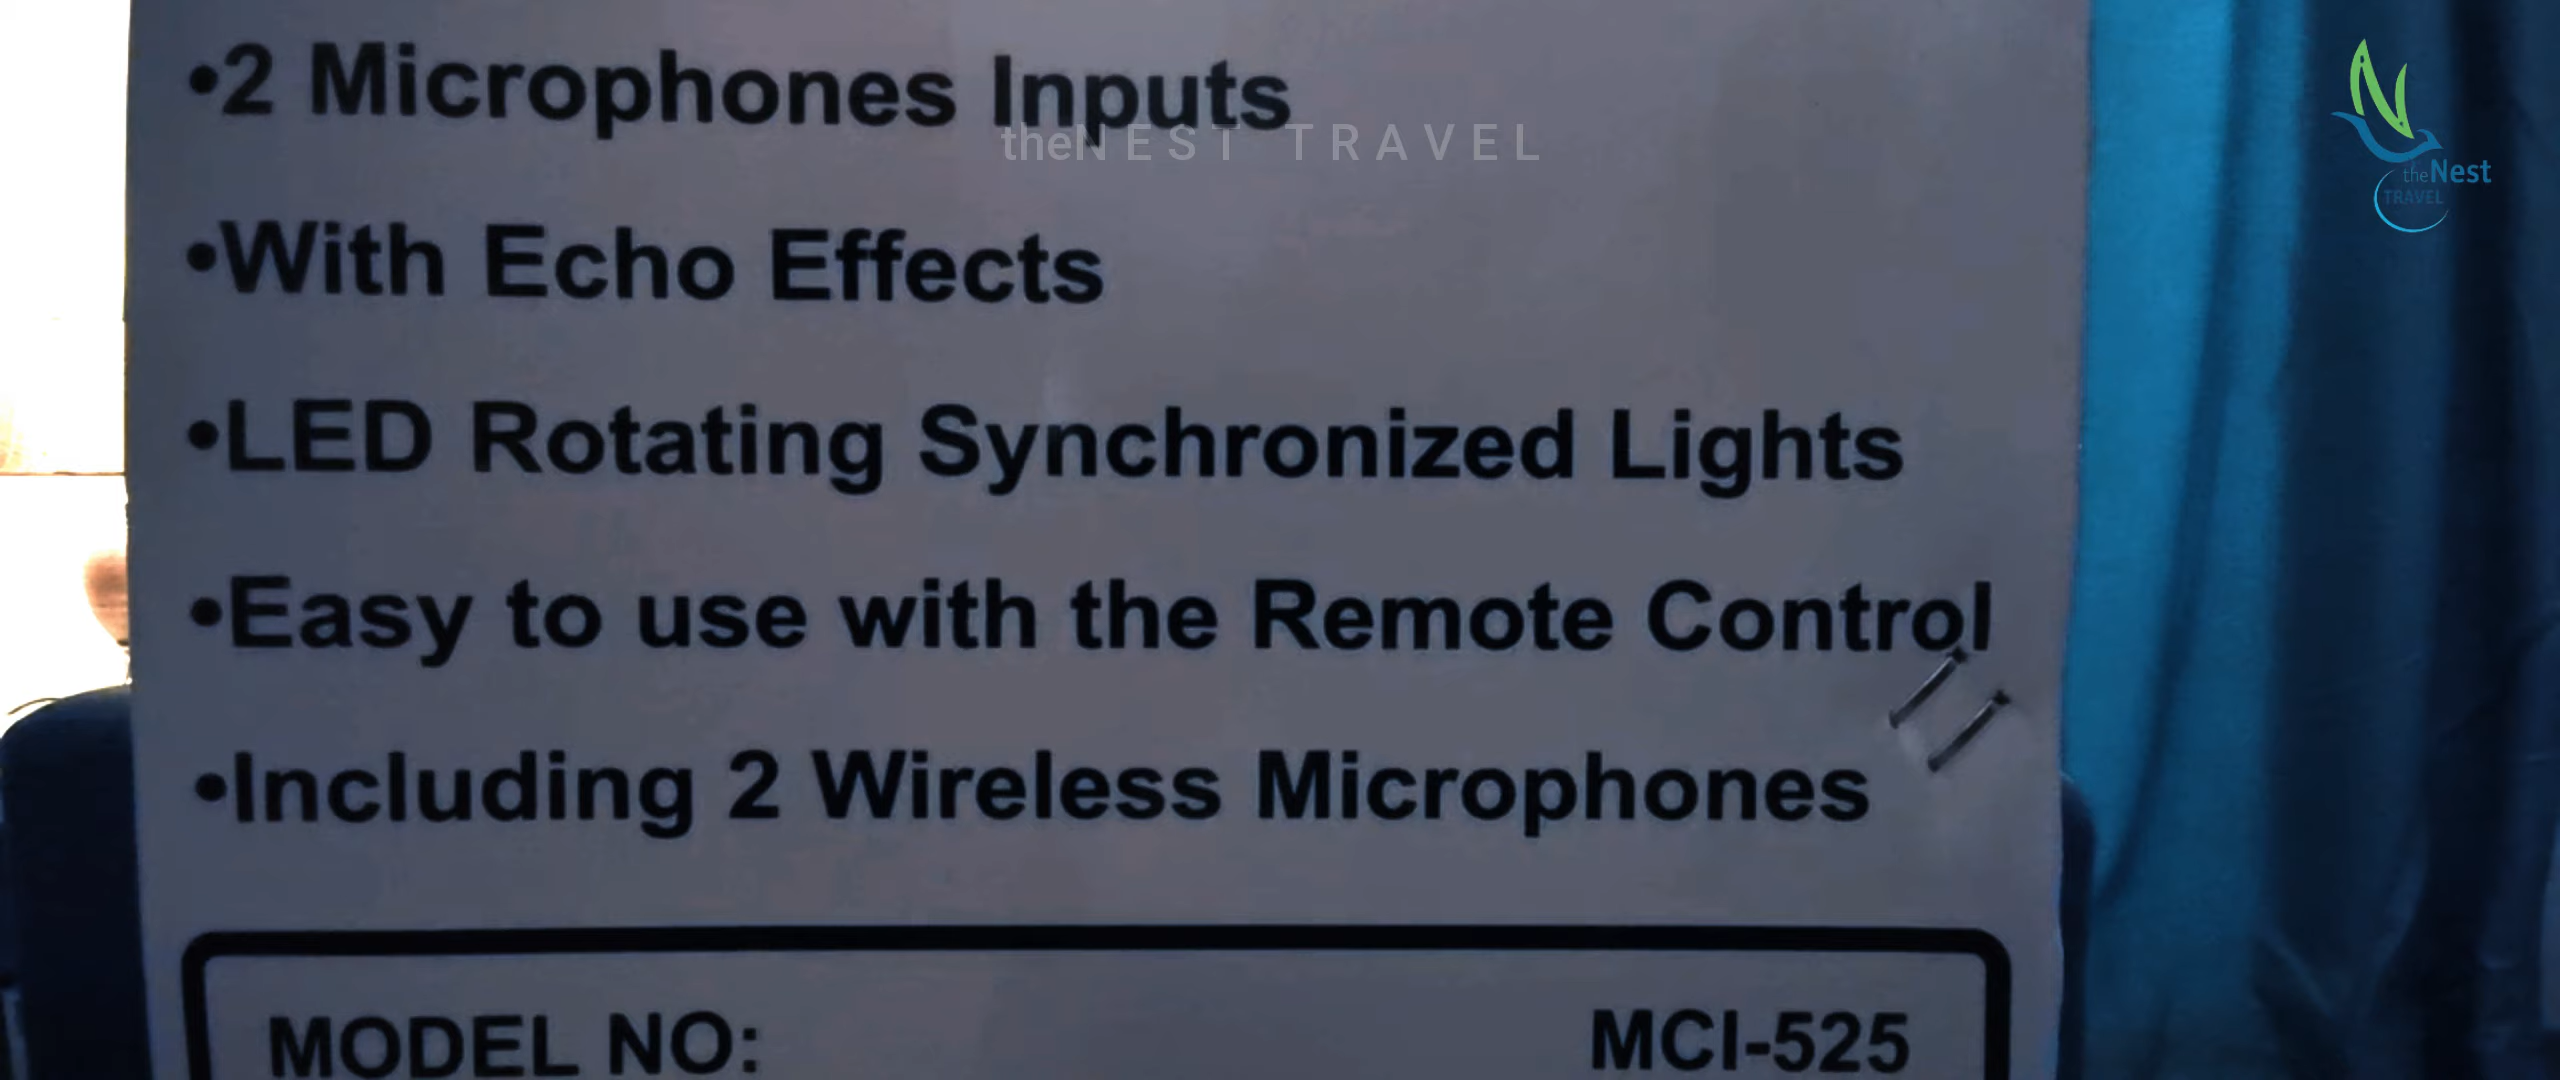 •2 Microphones Inputs
theNEST TRAVEL
theNest
TRAVEL
•With Echo Effects
•LED Rotating Synchronized Lights
•Easy to use with the Remote Control
•Including 2 Wireless Microphones
MODEL NO: MCI-525